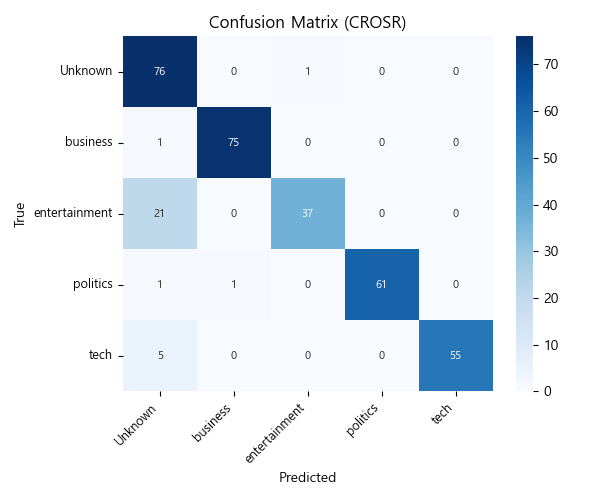 Confusion Matrix (CROSR)
True
Unknown 76 0 1 0 0
business 1 75 0 0 0
entertainment 21 0 37 0 0
politics 1 1 0 61 0
tech 5 0 0 0 55
Unknown business entertainment politics tech
Predicted
70
60
50
40
30
20
10
0